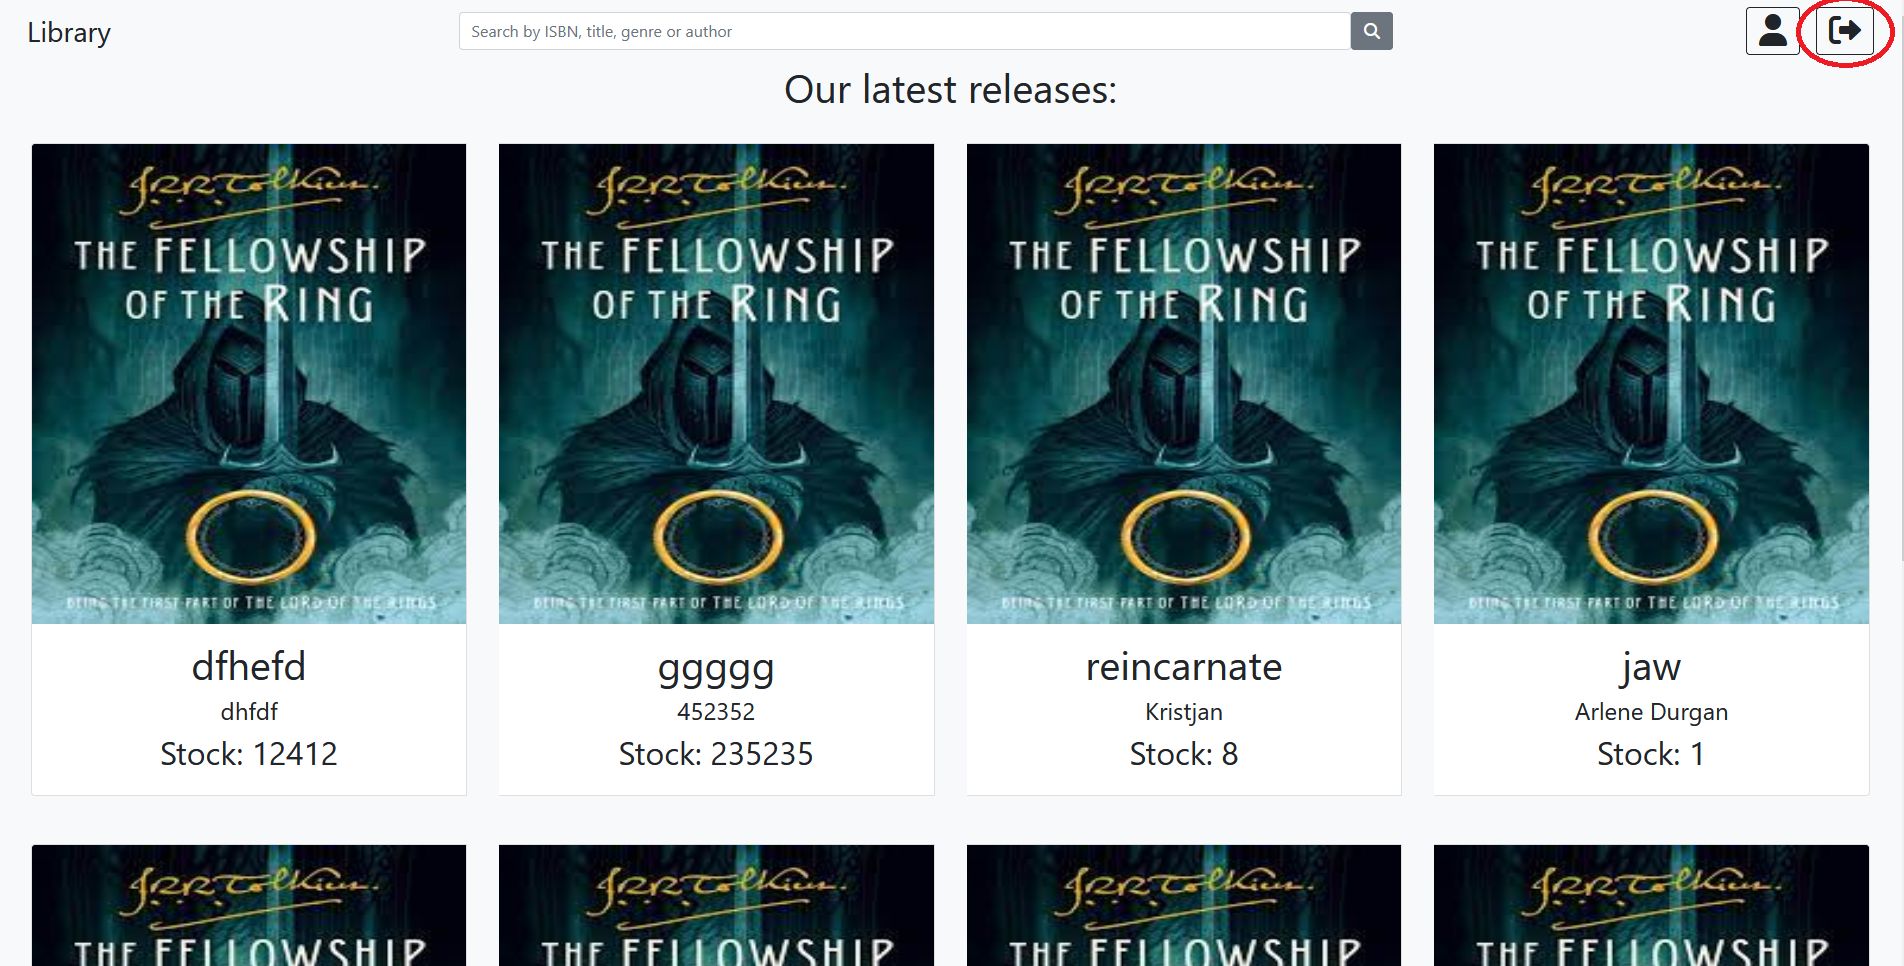 Library
Search by ISBN, title, genre or author
Our latest releases:
J.R.R. Tolkien.
THE FELLOWSHIP
OF THE RING
BEING THE FIRST PART OF THE LORD OF THE RINGS
dfhefd
dhfdf
Stock: 12412
J.R.R. Tolkien.
THE FELLOWSHIP
OF THE RING
BEING THE FIRST PART OF THE LORD OF THE RINGS
ggggg
452352
Stock: 235235
J.R.R. Tolkien.
THE FELLOWSHIP
OF THE RING
BEING THE FIRST PART OF THE LORD OF THE RINGS
reincarnate
Kristjan
Stock: 8
J.R.R. Tolkien.
THE FELLOWSHIP
OF THE RING
BEING THE FIRST PART OF THE LORD OF THE RINGS
jaw
Arlene Durgan
Stock: 1
J.R.R. Tolkien.
THE FELLOWSHIP
J.R.R. Tolkien.
THE FELLOWSHIP
J.R.R. Tolkien.
THE FELLOWSHIP
J.R.R. Tolkien.
THE FELLOWSHIP